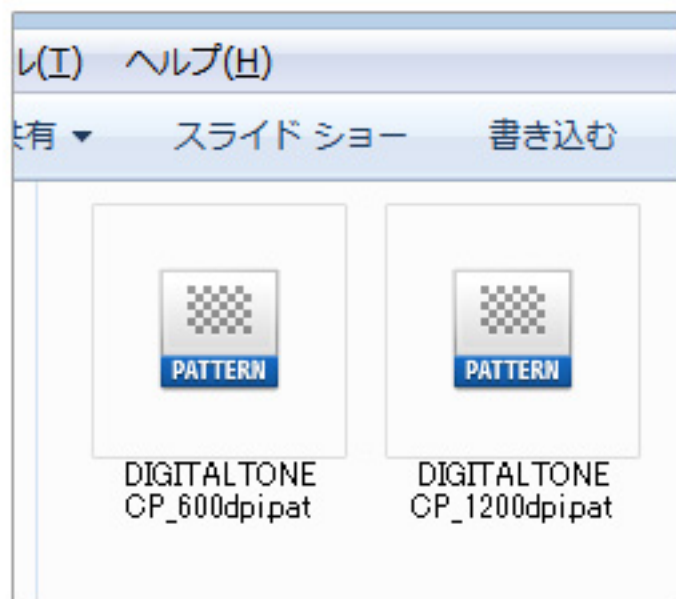 ル(T) ヘルプ(H)
共有 ▼ スライド ショー 書き込む
PATTERN PATTERN
DIGITALTONE DIGITALTONE
CP_600dpi.pat CP_1200dpi.pat